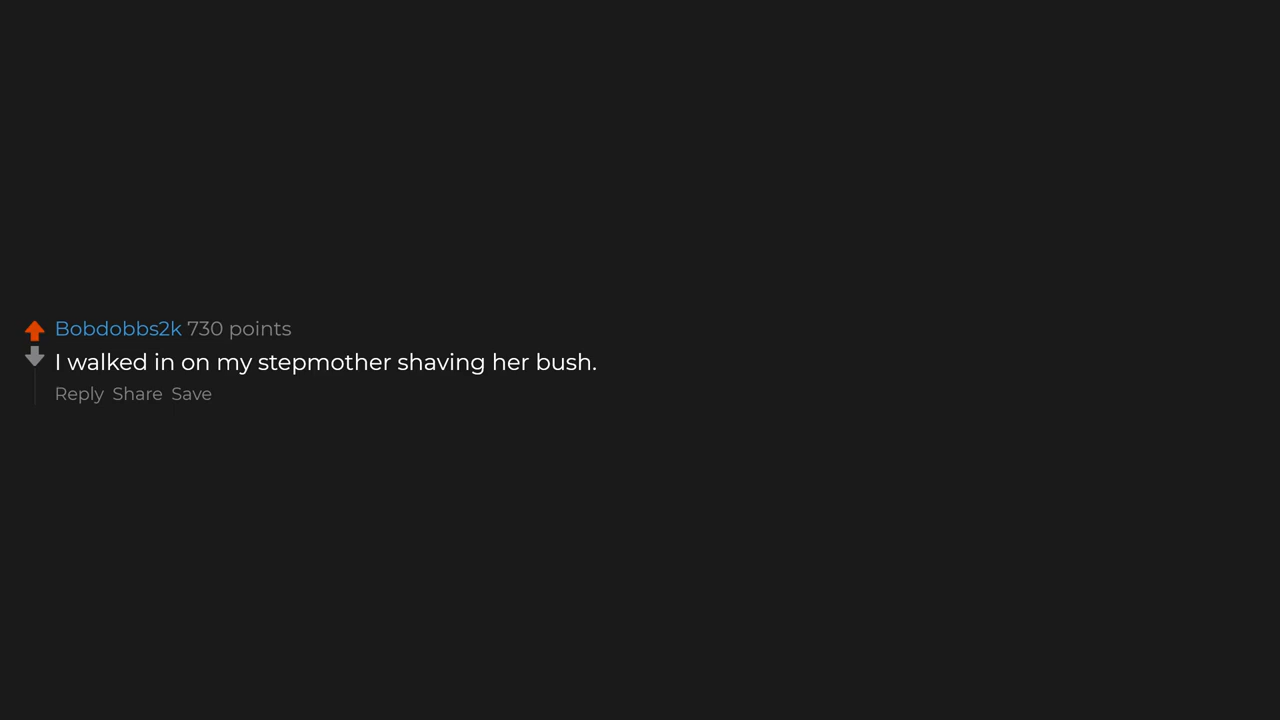 Bobdobbs2k 730 points
I walked in on my stepmother shaving her bush.
Reply Share Save